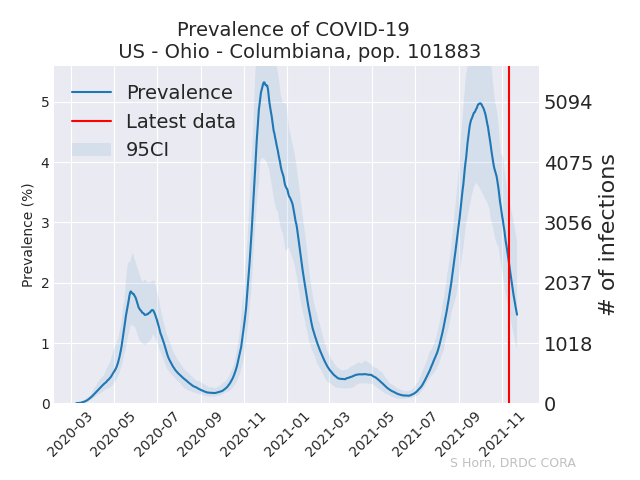 Prevalence of COVID-19
US - Ohio - Columbiana, pop. 101883
Prevalence
Latest data
95CI
Prevalence (%)
5
4
3
2
1
0
5094
4075
3056
2037
1018
0
# of infections
2020-03
2020-05
2020-07
2020-09
2020-11
2021-01
2021-03
2021-05
2021-07
2021-09
2021-11
S Horn, DRDC CORA